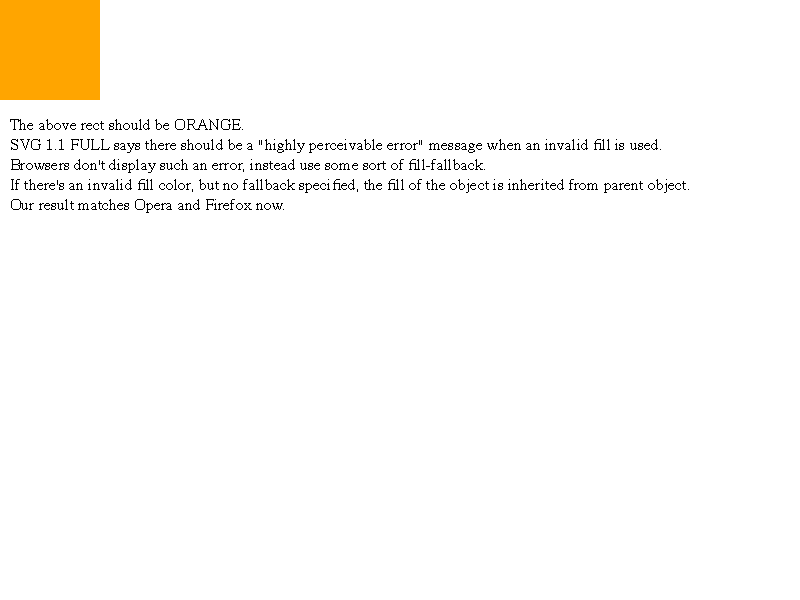 The above rect should be ORANGE.
SVG 1.1 FULL says there should be a "highly perceivable error" message when an invalid fill is used.
Browsers don't display such an error, instead use some sort of fill-fallback.
If there's an invalid fill color, but no fallback specified, the fill of the object is inherited from parent object.
Our result matches Opera and Firefox now.